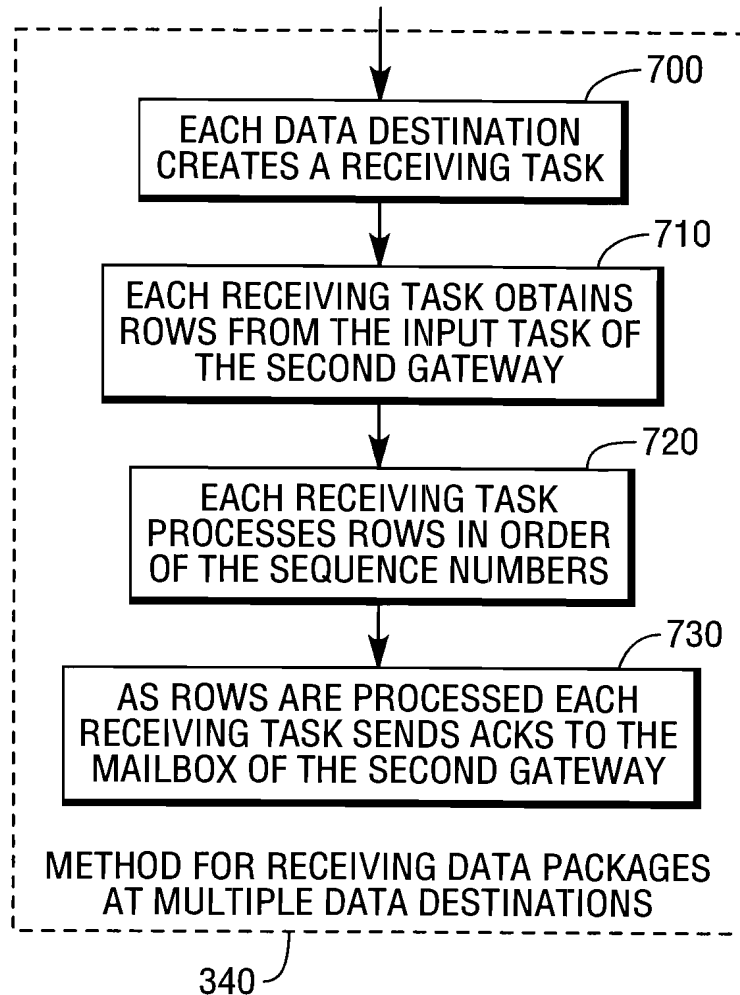 700
EACH DATA DESTINATION
CREATES A RECEIVING TASK
710
EACH RECEIVING TASK OBTAINS
ROWS FROM THE INPUT TASK OF
THE SECOND GATEWAY
720
EACH RECEIVING TASK
PROCESSES ROWS IN ORDER
OF THE SEQUENCE NUMBERS
730
AS ROWS ARE PROCESSED EACH
RECEIVING TASK SENDS ACKS TO THE
MAILBOX OF THE SECOND GATEWAY
METHOD FOR RECEIVING DATA PACKAGES
AT MULTIPLE DATA DESTINATIONS
340